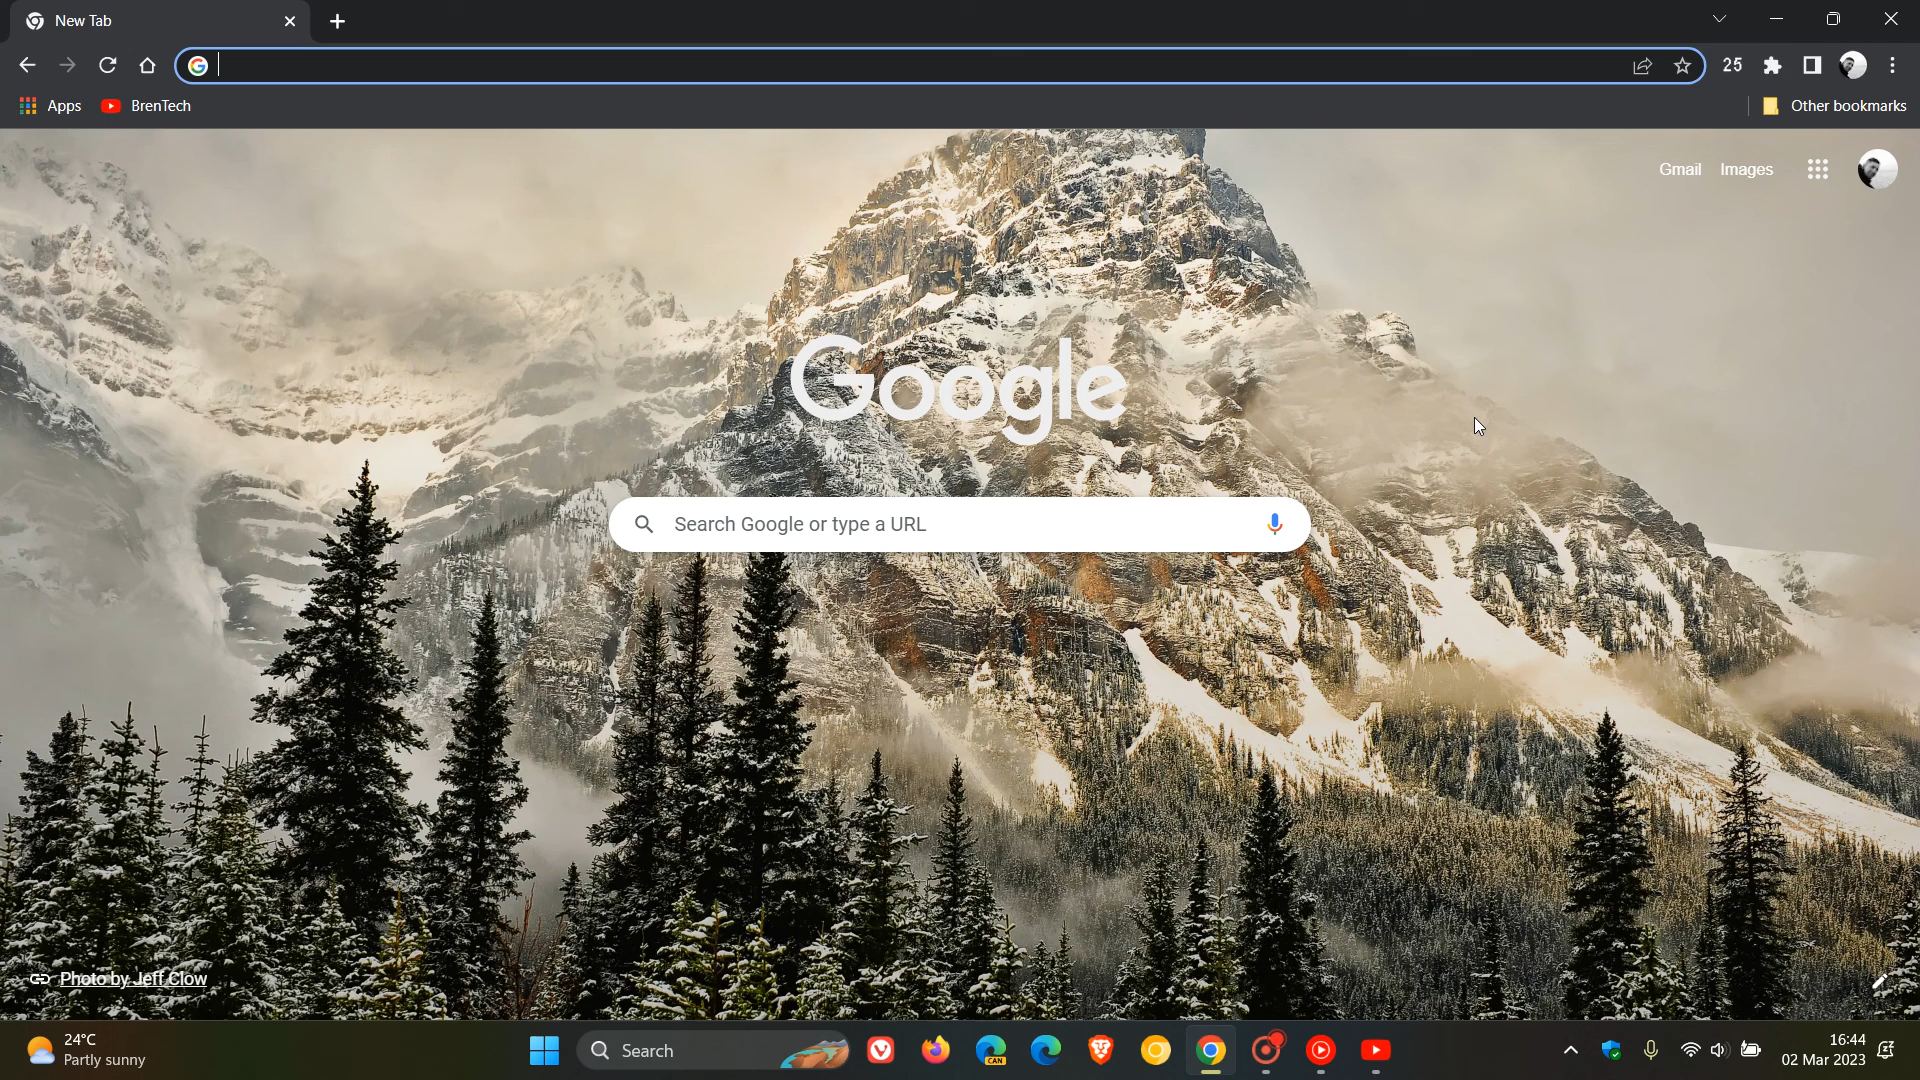 New Tab
25
Apps
BrenTech
Other bookmarks
Gmail
Images
Google
Search Google or type a URL
Photo by Jeff Clow
24°C
Partly sunny
Search
CAN
16:44
02 Mar 2023